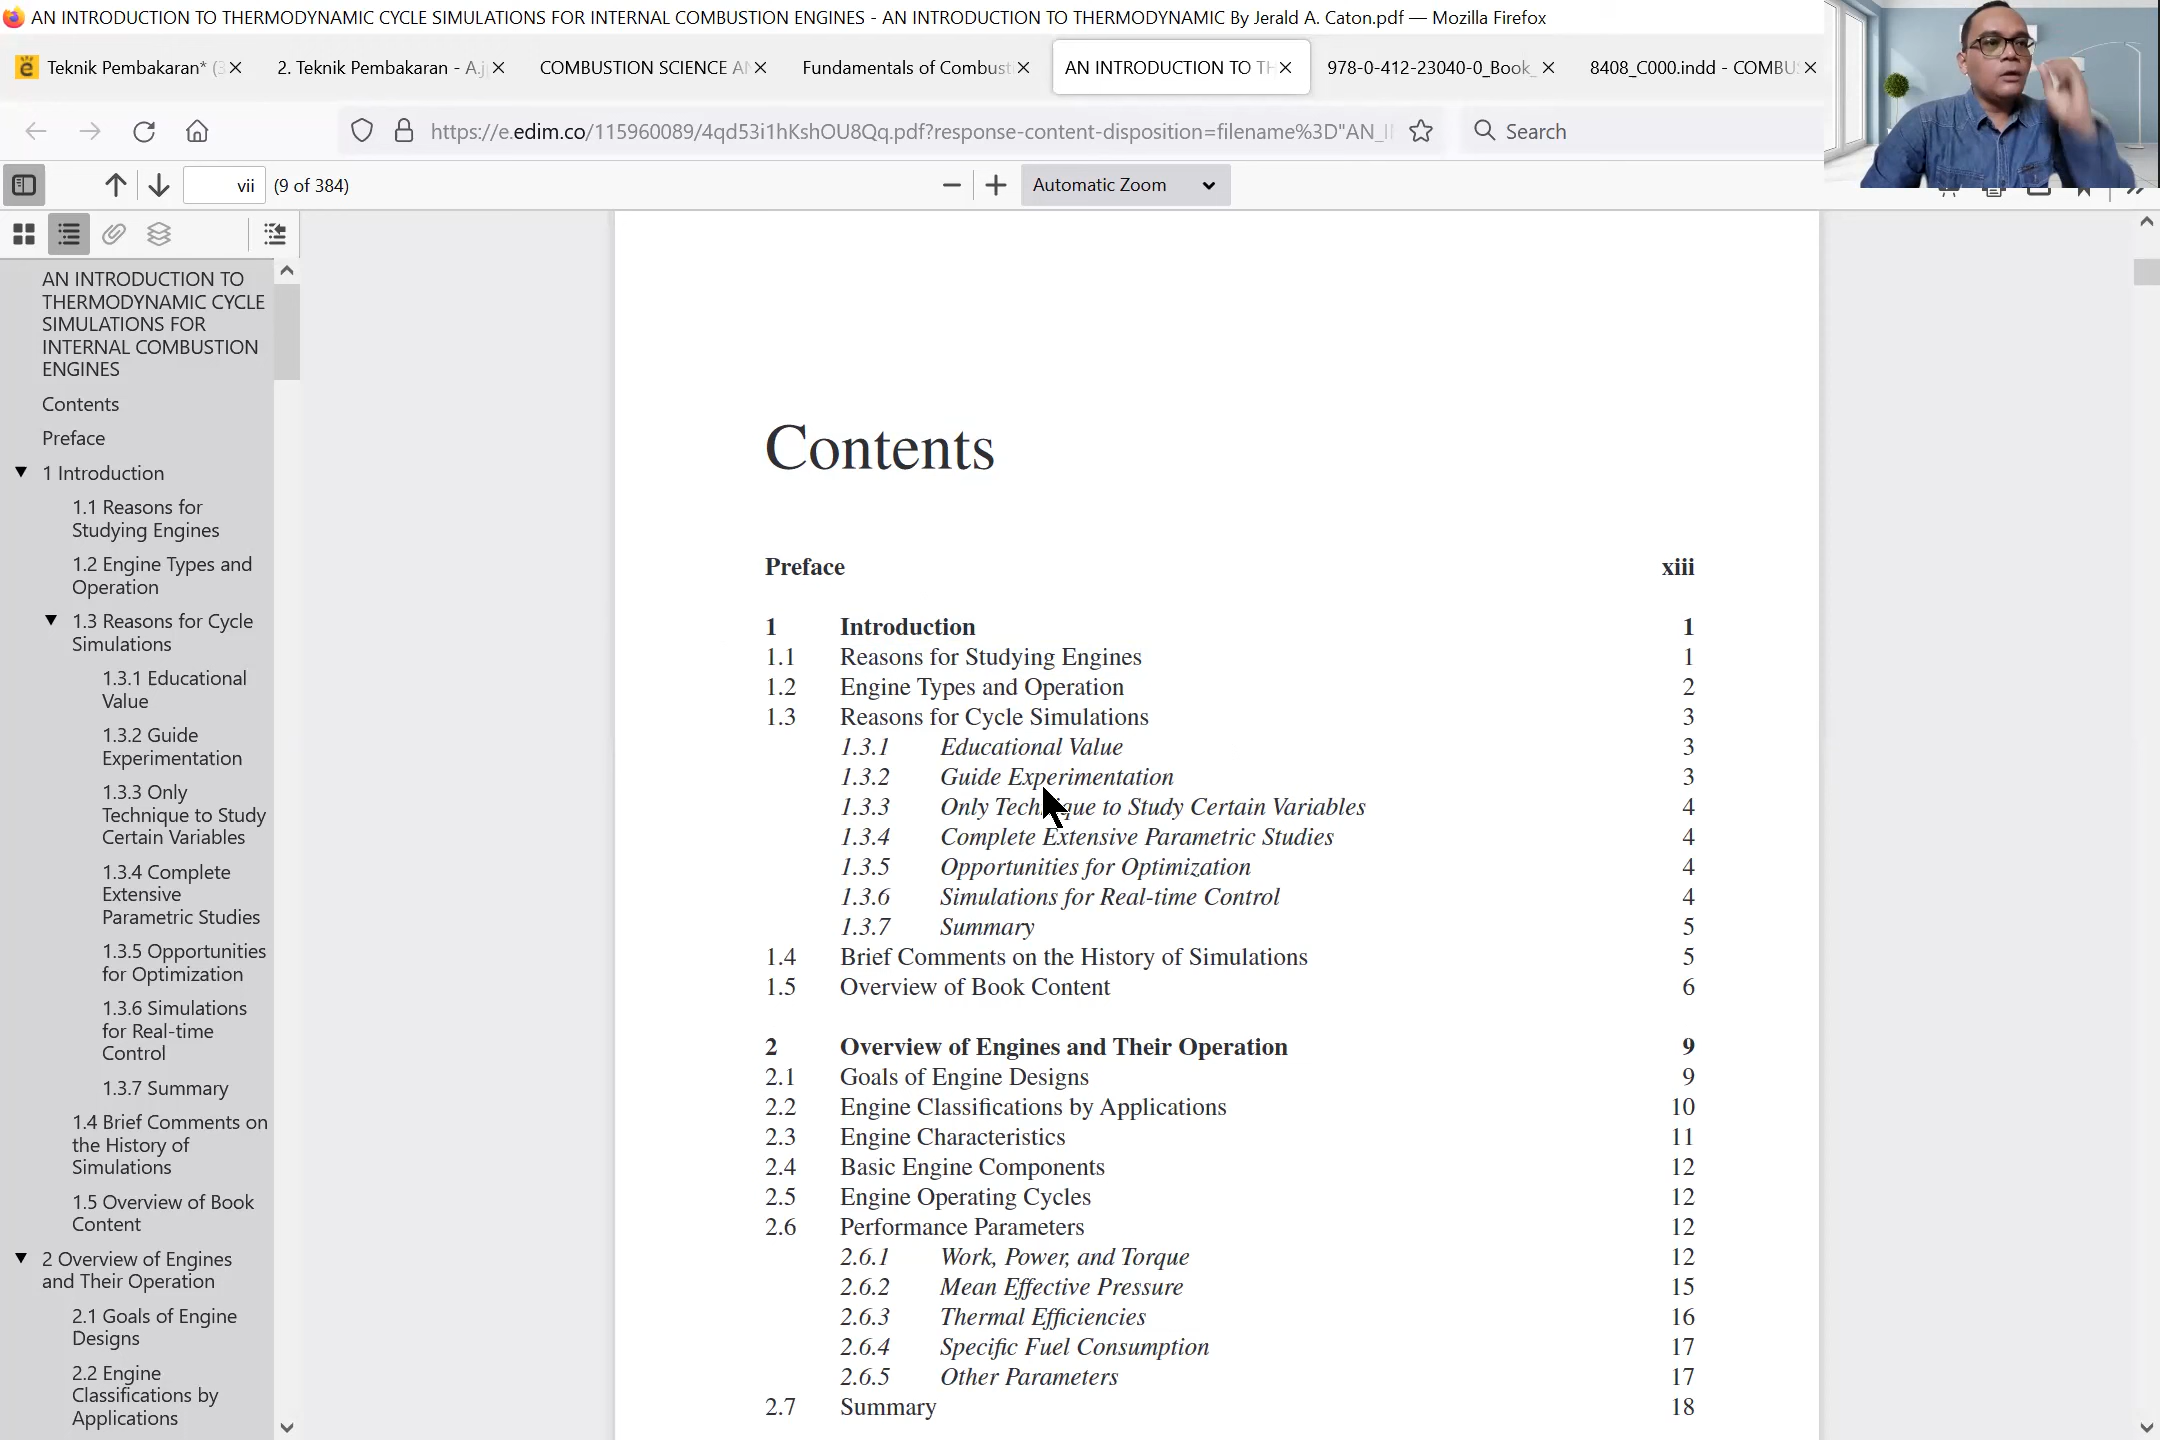 AN INTRODUCTION TO THERMODYNAMIC CYCLE SIMULATIONS FOR INTERNAL COMBUSTION ENGINES - AN INTRODUCTION TO THERMODYNAMIC By Jerald A. Caton.pdf — Mozilla Firefox
Teknik Pembakaran* (
2. Teknik Pembakaran - A.j
COMBUSTION SCIENCE A
Fundamentals of Combust
AN INTRODUCTION TO TH
978-0-412-23040-0_Book_
8408_C000.indd - COMBU
https://e.edim.co/115960089/4qd53i1hKshOU8Qq.pdf?response-content-disposition=filename%3D"AN_I
Search
vii
(9 of 384)
Automatic Zoom
AN INTRODUCTION TO
THERMODYNAMIC CYCLE
SIMULATIONS FOR
INTERNAL COMBUSTION
ENGINES
Contents
Preface
1 Introduction
1.1 Reasons for
Studying Engines
1.2 Engine Types and
Operation
1.3 Reasons for Cycle
Simulations
1.3.1 Educational
Value
1.3.2 Guide
Experimentation
1.3.3 Only
Technique to Study
Certain Variables
1.3.4 Complete
Extensive
Parametric Studies
1.3.5 Opportunities
for Optimization
1.3.6 Simulations
for Real-time
Control
1.3.7 Summary
1.4 Brief Comments on
the History of
Simulations
1.5 Overview of Book
Content
2 Overview of Engines
and Their Operation
2.1 Goals of Engine
Designs
2.2 Engine
Classifications by
Applications
Contents
Preface xiii
1 Introduction 1
1.1 Reasons for Studying Engines 1
1.2 Engine Types and Operation 2
1.3 Reasons for Cycle Simulations 3
1.3.1 Educational Value 3
1.3.2 Guide Experimentation 3
1.3.3 Only Technique to Study Certain Variables 4
1.3.4 Complete Extensive Parametric Studies 4
1.3.5 Opportunities for Optimization 4
1.3.6 Simulations for Real-time Control 4
1.3.7 Summary 5
1.4 Brief Comments on the History of Simulations 5
1.5 Overview of Book Content 6
2 Overview of Engines and Their Operation 9
2.1 Goals of Engine Designs 9
2.2 Engine Classifications by Applications 10
2.3 Engine Characteristics 11
2.4 Basic Engine Components 12
2.5 Engine Operating Cycles 12
2.6 Performance Parameters 12
2.6.1 Work, Power, and Torque 12
2.6.2 Mean Effective Pressure 15
2.6.3 Thermal Efficiencies 16
2.6.4 Specific Fuel Consumption 17
2.6.5 Other Parameters 17
2.7 Summary 18